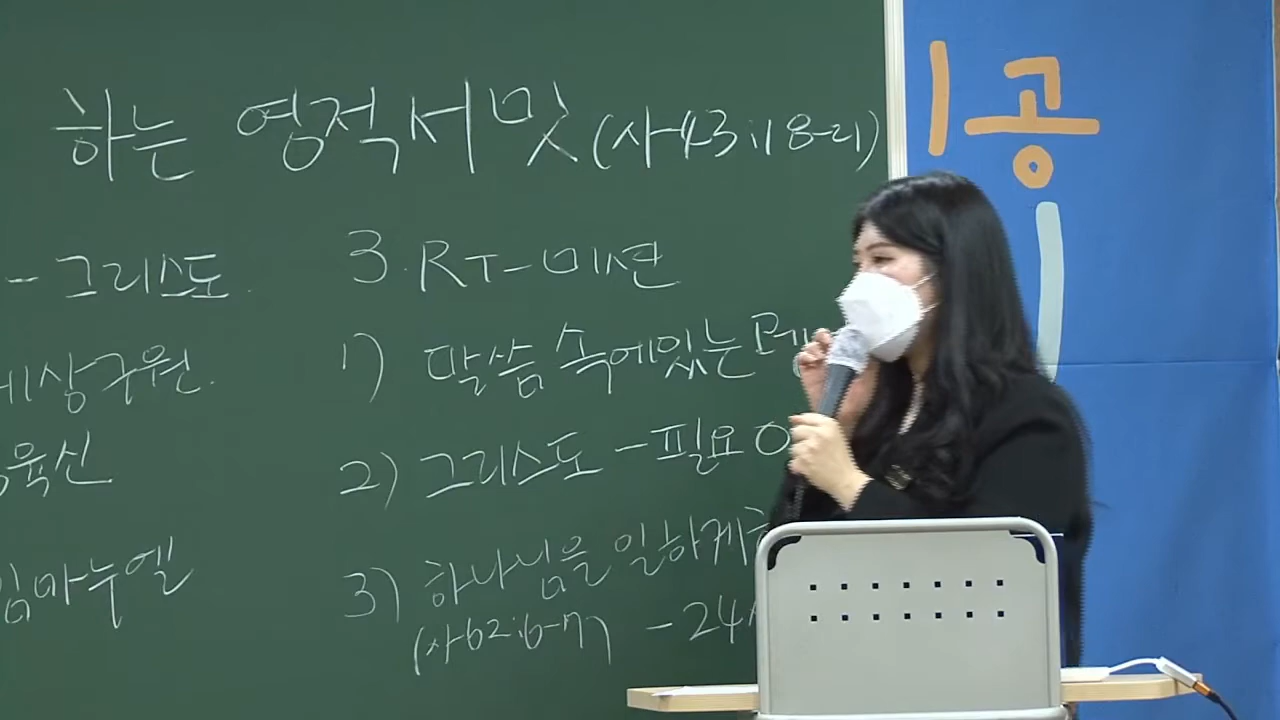 하는 영적서밋 (사43:18-21)
- 그리스도.
세상구원.
육신
임마누엘
3. RT-미션
1) 말씀 속에있는
2) 그리스도 - 필요
3) 하나님을 일하게
(사62:6-7) - 24
1공